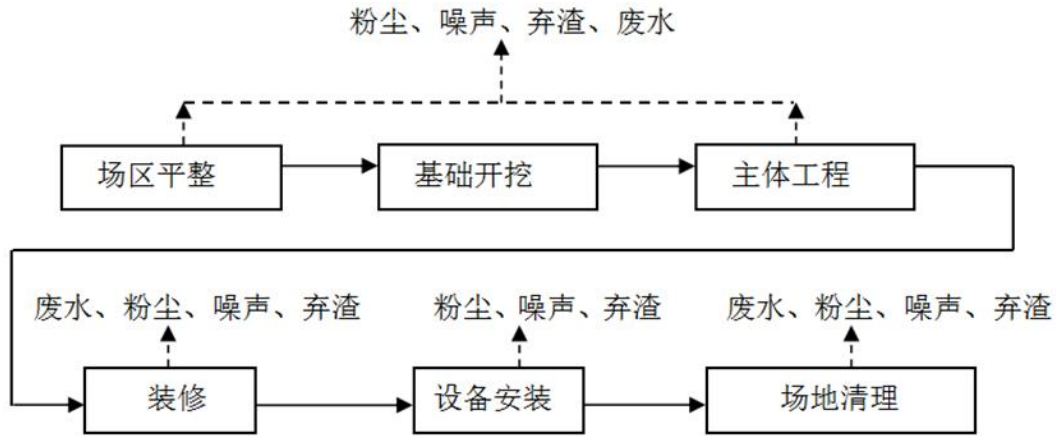 粉尘、噪声、弃渣、废水
场区平整
基础开挖
主体工程
废水、粉尘、噪声、弃渣
粉尘、噪声、弃渣
废水、粉尘、噪声、弃渣
装修
设备安装
场地清理